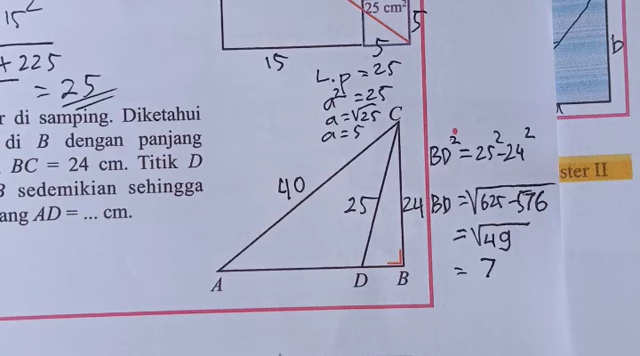 15²
+ 225
= 25
25 cm²
5
5
15
b
L.p = 25
a² = 25
a = √25
a = 5
r di samping. Diketahui
di B dengan panjang
BC = 24 cm. Titik D
B sedemikian sehingga
ang AD = ... cm.
C
40
25
24
A
D
B
BD² = 25² - 24²
BD = √625 - 576
= √49
= 7
ster II